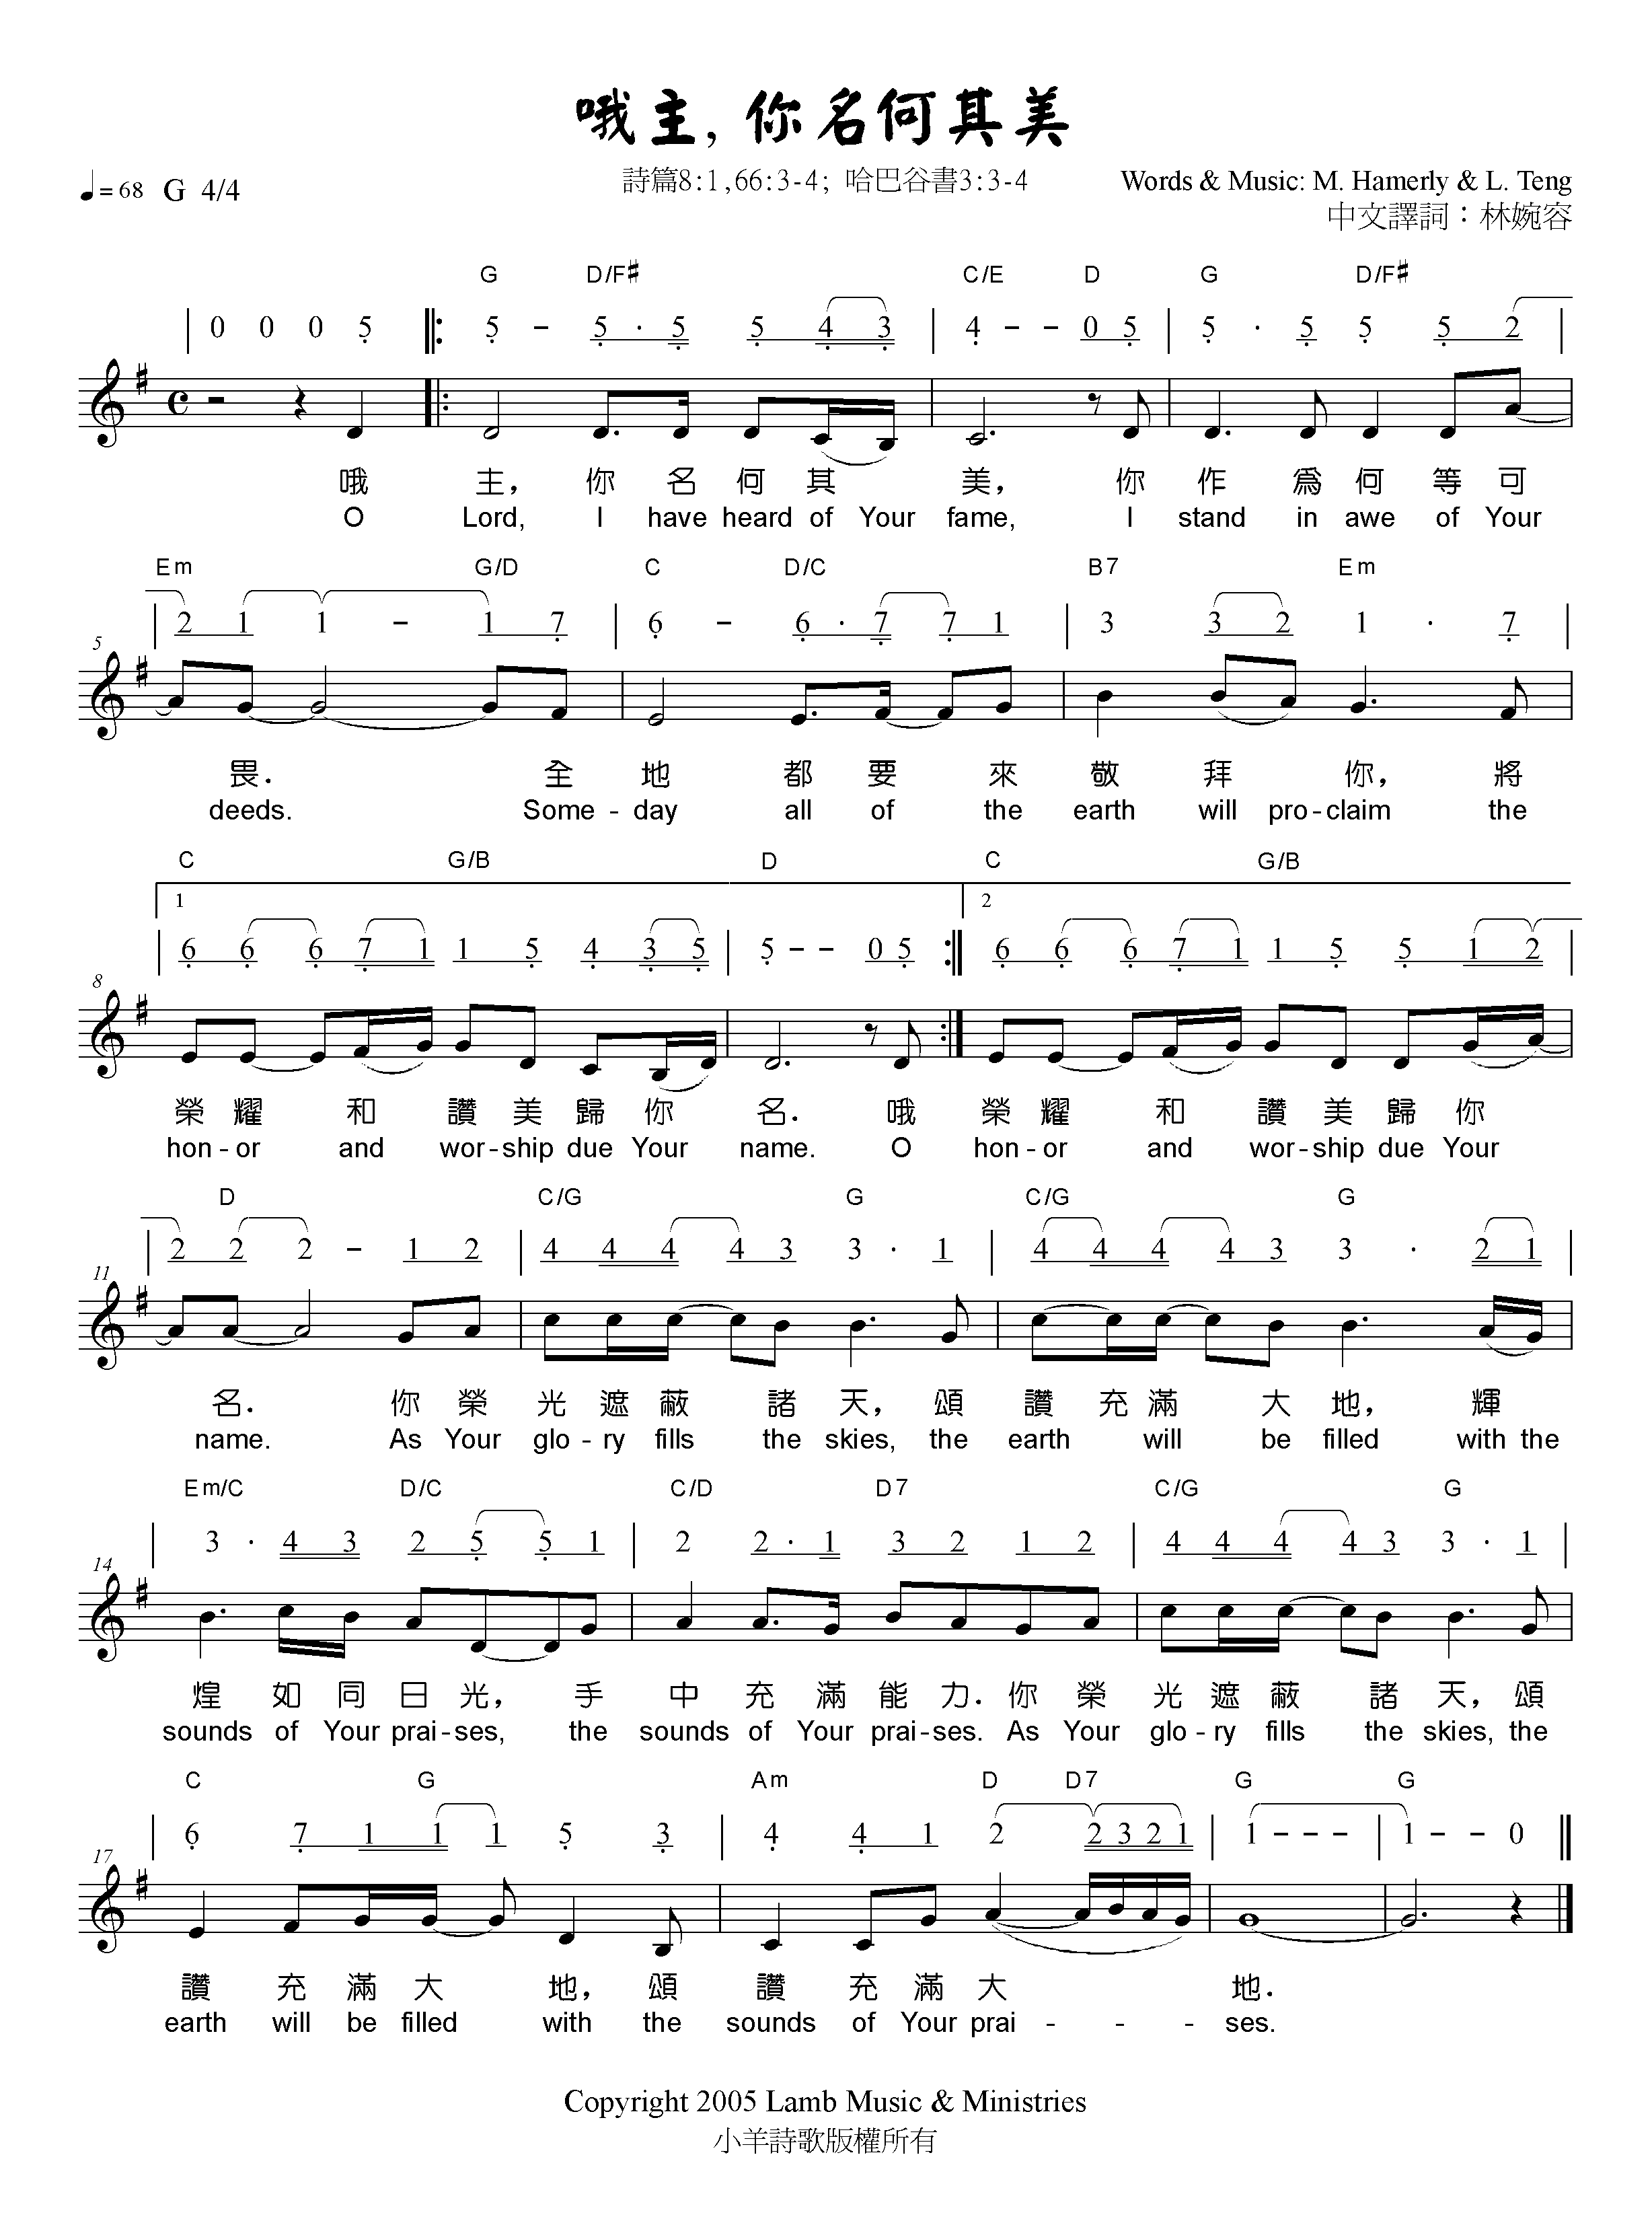 哦主, 你名何其美
♩=68 G 4/4
詩篇8:1,66:3-4; 哈巴谷書3:3-4
Words & Music: M. Hamerly & L. Teng
中文譯詞：林婉容
G D/F# C/E D G D/F#
0 0 0 5 5 - 5 · 5 5 4 3 4 - - 0 5 5 · 5 5 5 2
哦 主, 你 名 何 其 美, 你 作 為 何 等 可
O Lord, I have heard of Your fame, I stand in awe of Your
Em G/D C D/C B7 Em
2 1 1 - 1 7 6 - 6 · 7 7 1 3 3 2 1 · 7
5
畏. 全 地 都 要 來 敬 拜 你, 將
deeds. Some - day all of the earth will pro - claim the
C G/B D C G/B
1 2
6 6 6 7 1 1 5 4 3 5 5 - - 0 5 6 6 6 7 1 1 5 5 1 2
8
榮 耀 和 讚 美 歸 你 名. 哦 榮 耀 和 讚 美 歸 你
hon - or and wor - ship due Your name. O hon - or and wor - ship due Your
D C/G G C/G G
2 2 2 - 1 2 4 4 4 4 3 3 · 1 4 4 4 4 3 3 · 2 1
11
名. 你 榮 光 遮 蔽 諸 天, 頌 讚 充 滿 大 地, 輝
name. As Your glo - ry fills the skies, the earth will be filled with the
Em/C D/C C/D D7 C/G G
3 · 4 3 2 5 5 1 2 2 · 1 3 2 1 2 4 4 4 4 3 3 · 1
14
煌 如 同 日 光, 手 中 充 滿 能 力. 你 榮 光 遮 蔽 諸 天, 頌
sounds of Your prai - ses, the sounds of Your prai - ses. As Your glo - ry fills the skies, the
C G Am D D7 G G
6 7 1 1 1 5 3 4 4 1 2 2 3 2 1 1 - - - 1 - - 0
17
讚 充 滿 大 地, 頌 讚 充 滿 大 地.
earth will be filled with the sounds of Your prai - - - ses.
Copyright 2005 Lamb Music & Ministries
小羊詩歌版權所有